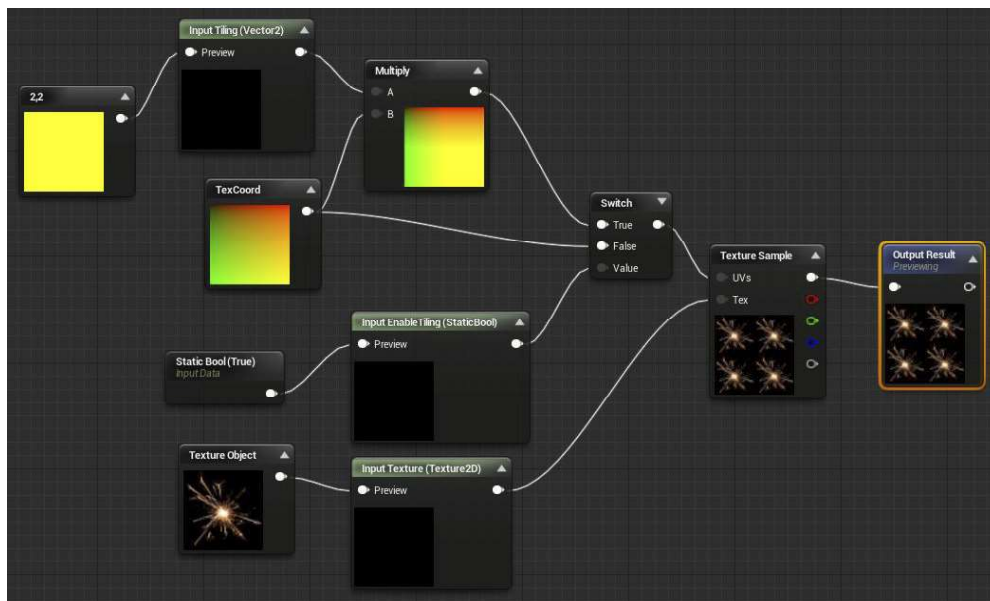 Input Tiling (Vector2)
Preview
2,2
Multiply
A
B
TexCoord
Switch
True
False
Value
Texture Sample
UVs
Tex
Output Result
Previewing
Input EnableTiling (StaticBool)
Preview
Static Bool (True)
Input Data
Texture Object
Input Texture (Texture2D)
Preview